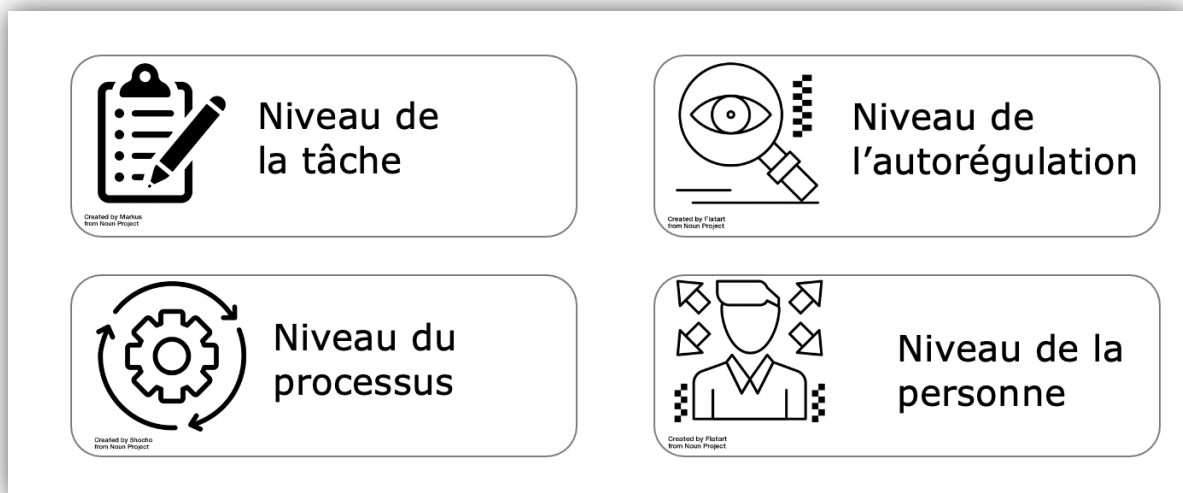 Niveau de
la tâche
Created by Markus
from Noun Project
Niveau de
l'autorégulation
Created by Flatart
from Noun Project
Niveau du
processus
Created by Shocho
from Noun Project
Niveau de la
personne
Created by Flatart
from Noun Project